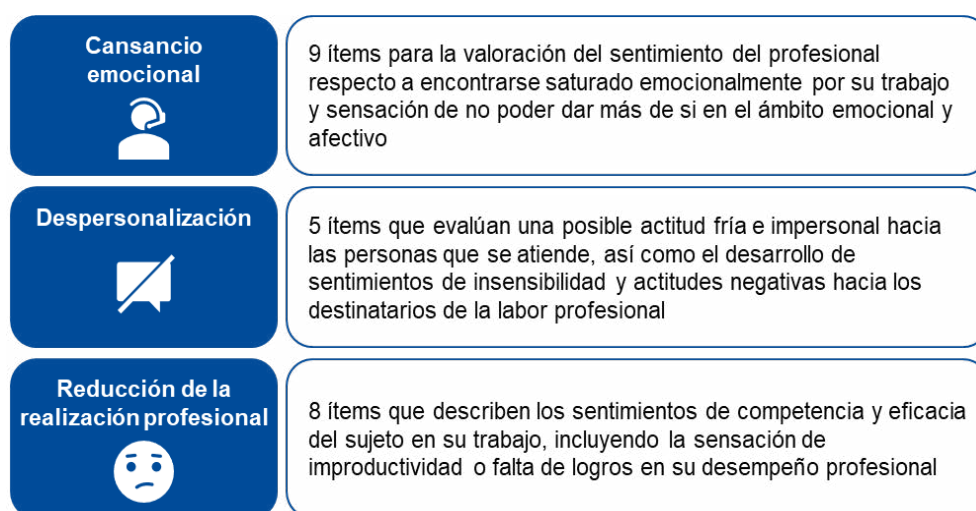 Cansancio
emocional
9 ítems para la valoración del sentimiento del profesional
respecto a encontrarse saturado emocionalmente por su trabajo
y sensación de no poder dar más de si en el ámbito emocional y
afectivo
Despersonalización
5 ítems que evalúan una posible actitud fría e impersonal hacia
las personas que se atiende, así como el desarrollo de
sentimientos de insensibilidad y actitudes negativas hacia los
destinatarios de la labor profesional
Reducción de la
realización profesional
8 ítems que describen los sentimientos de competencia y eficacia
del sujeto en su trabajo, incluyendo la sensación de
improductividad o falta de logros en su desempeño profesional